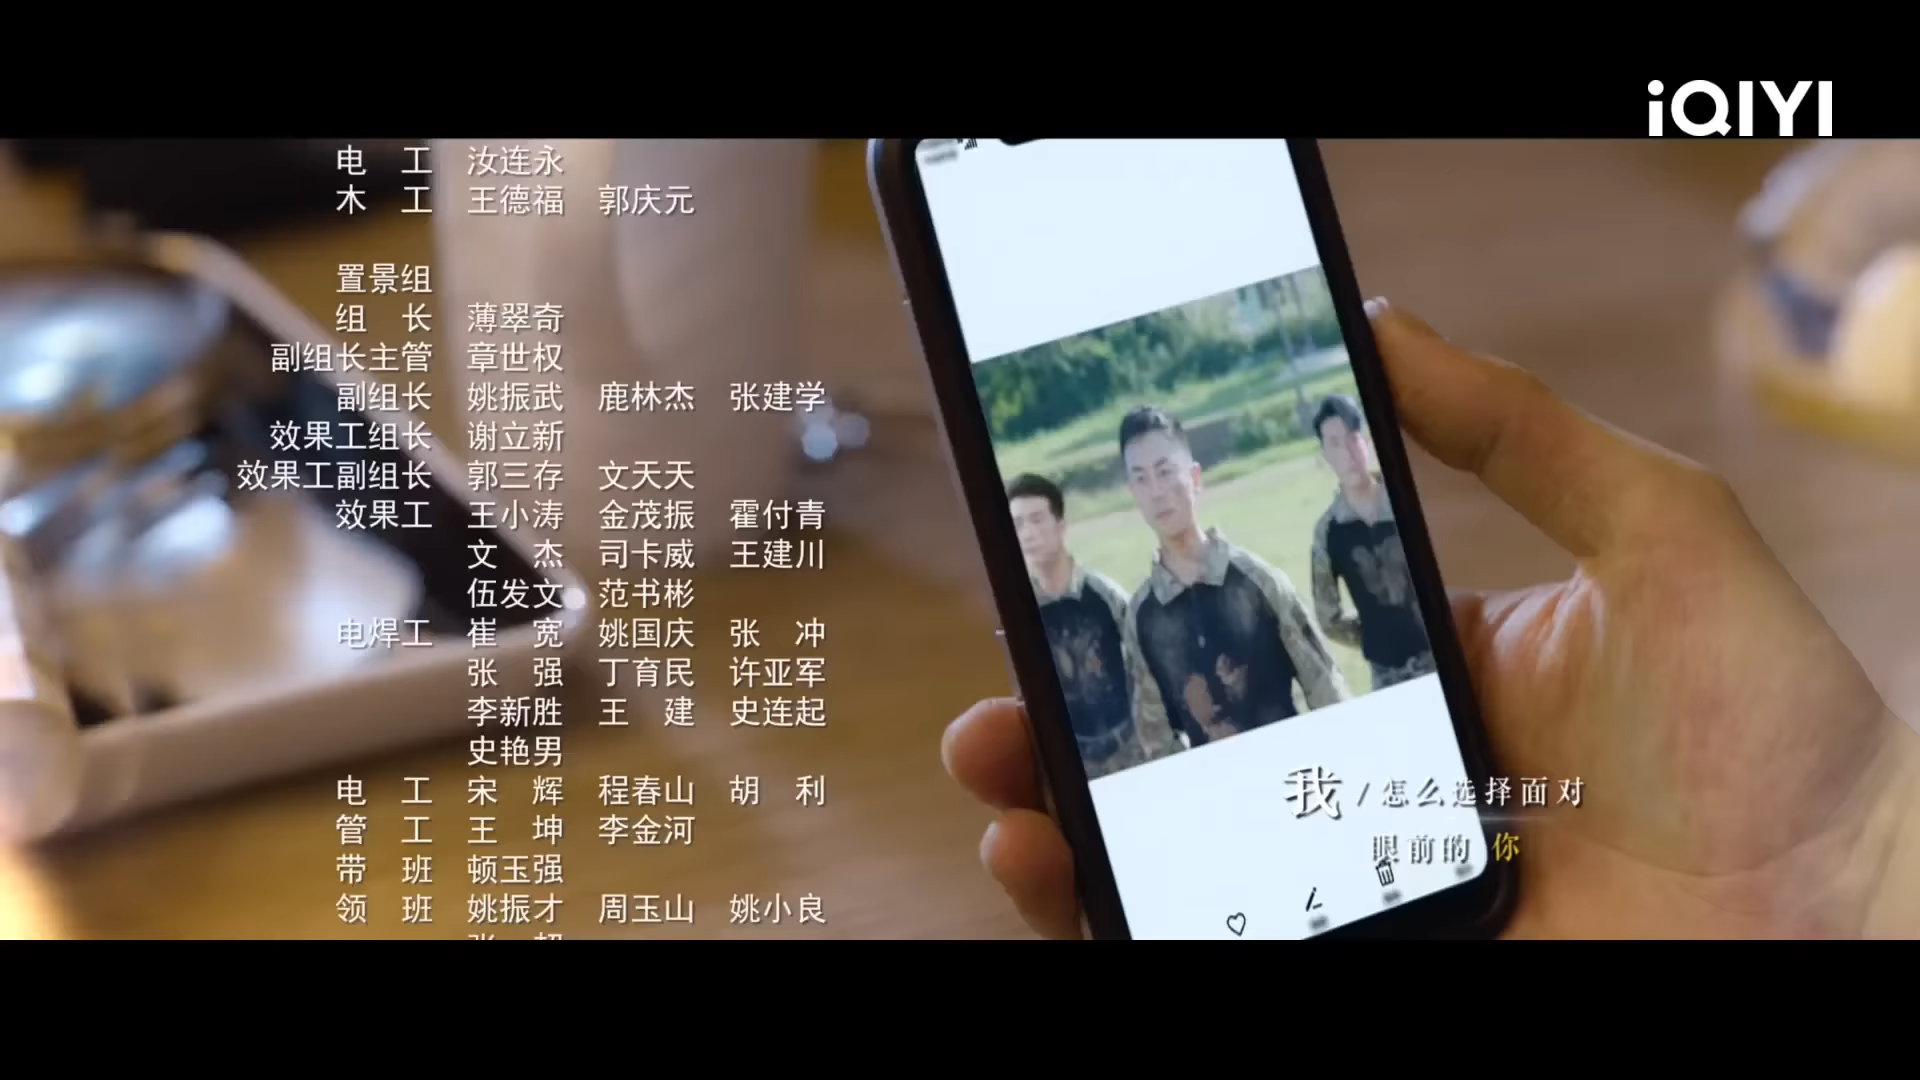 iQIYI
电 工 汝连永
木 工 王德福 郭庆元
置景组
组 长 薄翠奇
副组长主管 章世权
副组长 姚振武 鹿林杰 张建学
效果工组长 谢立新
效果工副组长 郭三存 文天天
效果工 王小涛 金茂振 霍付青
文 杰 司卡威 王建川
伍发文 范书彬
电焊工 崔 宽 姚国庆 张 冲
张 强 丁育民 许亚军
李新胜 王 建 史连起
史艳男
电 工 宋 辉 程春山 胡 利
管 工 王 坤 李金河
带 班 顿玉强
领 班 姚振才 周玉山 姚小良
我/怎么选择面对
眼前的 你